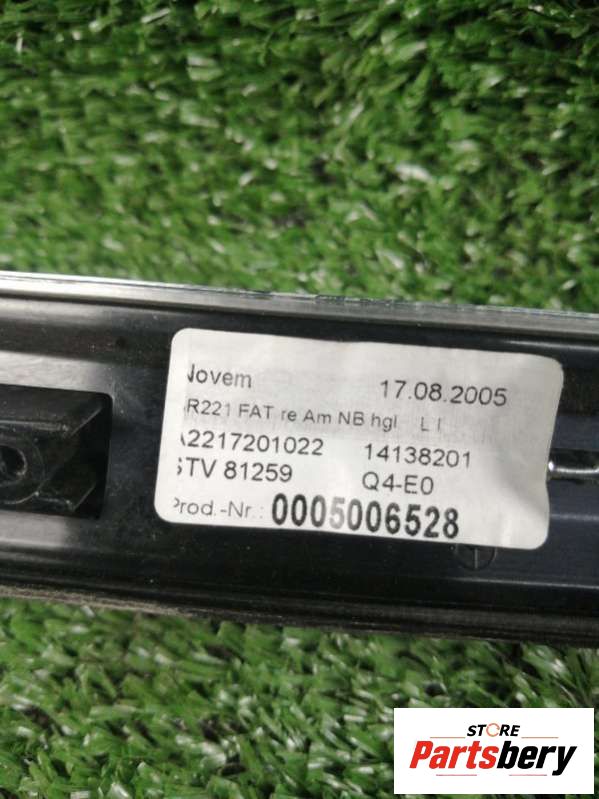 Novem 17.08.2005
R221 FAT re Am NB hgl L I
A2217201022 14138201
STV 81259 Q4-E0
Prod.-Nr.: 0005006528
STORE
Partsbery